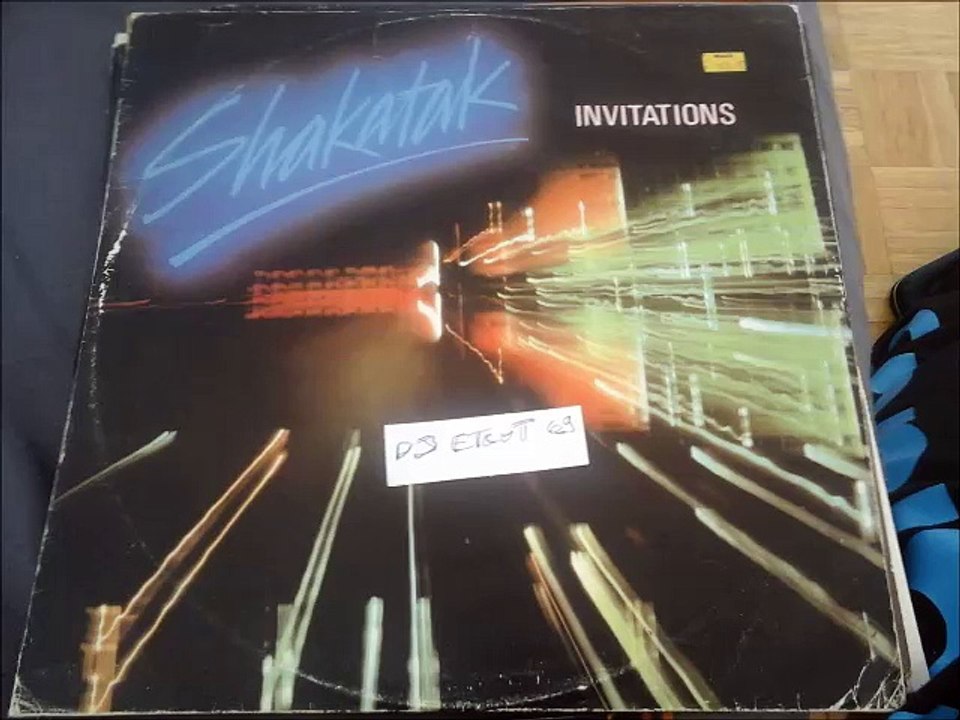 Shakatak
INVITATIONS
DJ ETCUT 69